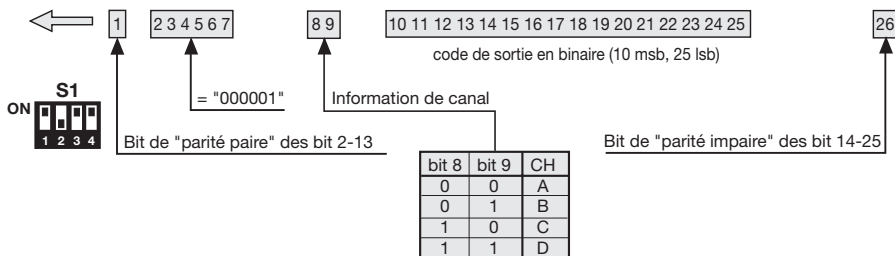 1 2 3 4 5 6 7 8 9 10 11 12 13 14 15 16 17 18 19 20 21 22 23 24 25 26
code de sortie en binaire (10 msb, 25 lsb)
S1
ON
1 2 3 4
= "000001"
Information de canal
Bit de "parité paire" des bit 2-13
Bit de "parité impaire" des bit 14-25
bit 8 bit 9 CH
0 0 A
0 1 B
1 0 C
1 1 D